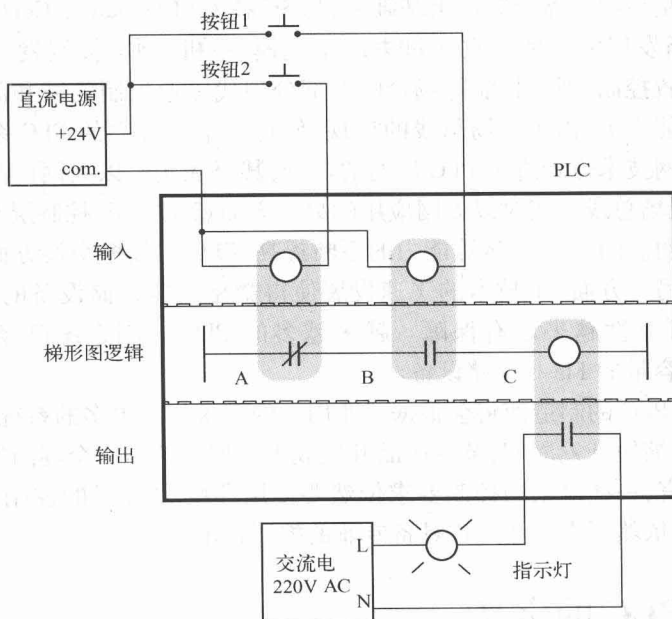 按钮1
按钮2
直流电源
+24V
com.
PLC
输入
梯形图逻辑
A
B
C
输出
L
交流电
220V AC
N
指示灯